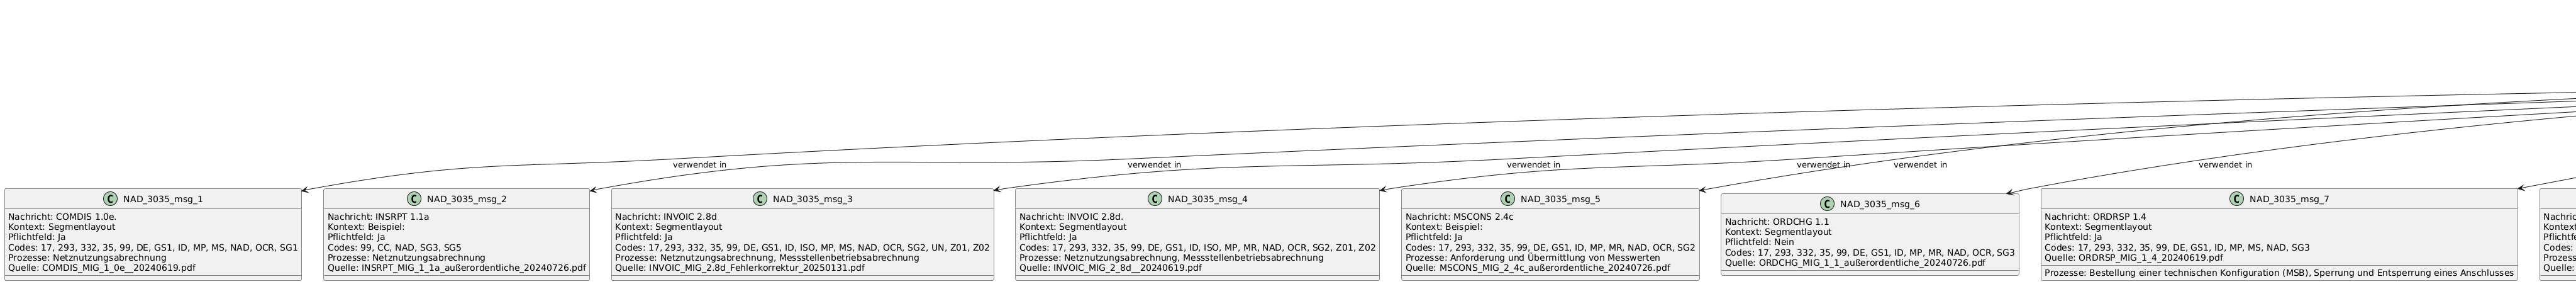 verwendet in
verwendet in
verwendet in
verwendet in
verwendet in
verwendet in
C NAD_3035_msg_1
Nachricht: COMDIS 1.0e.
Kontext: Segmentlayout
Pflichtfeld: Ja
Codes: 17, 293, 332, 35, 99, DE, GS1, ID, MP, MS, NAD, OCR, SG1
Prozesse: Netznutzungsabrechnung
Quelle: COMDIS_MIG_1_0e__20240619.pdf
C NAD_3035_msg_2
Nachricht: INSRPT 1.1a
Kontext: Beispiel:
Pflichtfeld: Ja
Codes: 99, CC, NAD, SG3, SG5
Prozesse: Netznutzungsabrechnung
Quelle: INSRPT_MIG_1_1a_außerordentliche_20240726.pdf
C NAD_3035_msg_3
Nachricht: INVOIC 2.8d
Kontext: Segmentlayout
Pflichtfeld: Ja
Codes: 17, 293, 332, 35, 99, DE, GS1, ID, ISO, MP, MS, NAD, OCR, SG2, UN, Z01, Z02
Prozesse: Netznutzungsabrechnung, Messstellenbetriebsabrechnung
Quelle: INVOIC_MIG_2.8d_Fehlerkorrektur_20250131.pdf
C NAD_3035_msg_4
Nachricht: INVOIC 2.8d.
Kontext: Segmentlayout
Pflichtfeld: Ja
Codes: 17, 293, 332, 35, 99, DE, GS1, ID, ISO, MP, MR, NAD, OCR, SG2, Z01, Z02
Prozesse: Netznutzungsabrechnung, Messstellenbetriebsabrechnung
Quelle: INVOIC_MIG_2_8d__20240619.pdf
C NAD_3035_msg_5
Nachricht: MSCONS 2.4c
Kontext: Beispiel:
Pflichtfeld: Ja
Codes: 17, 293, 332, 35, 99, DE, GS1, ID, MP, MR, NAD, OCR, SG2
Prozesse: Anforderung und Übermittlung von Messwerten
Quelle: MSCONS_MIG_2_4c_außerordentliche_20240726.pdf
C NAD_3035_msg_6
Nachricht: ORDCHG 1.1
Kontext: Segmentlayout
Pflichtfeld: Nein
Codes: 17, 293, 332, 35, 99, DE, GS1, ID, MP, MR, NAD, OCR, SG3
Quelle: ORDCHG_MIG_1_1_außerordentliche_20240726.pdf
C NAD_3035_msg_7
Nachricht: ORDRSP 1.4
Kontext: Segmentlayout
Pflichtfeld: Ja
Codes: 17, 293, 332, 35, 99, DE, GS1, ID, MP, MS, NAD, SG3
Quelle: ORDRSP_MIG_1_4_20240619.pdf
Prozesse: Bestellung einer technischen Konfiguration (MSB), Sperrung und Entsperrung eines Anschlusses
Codes:
Quelle: